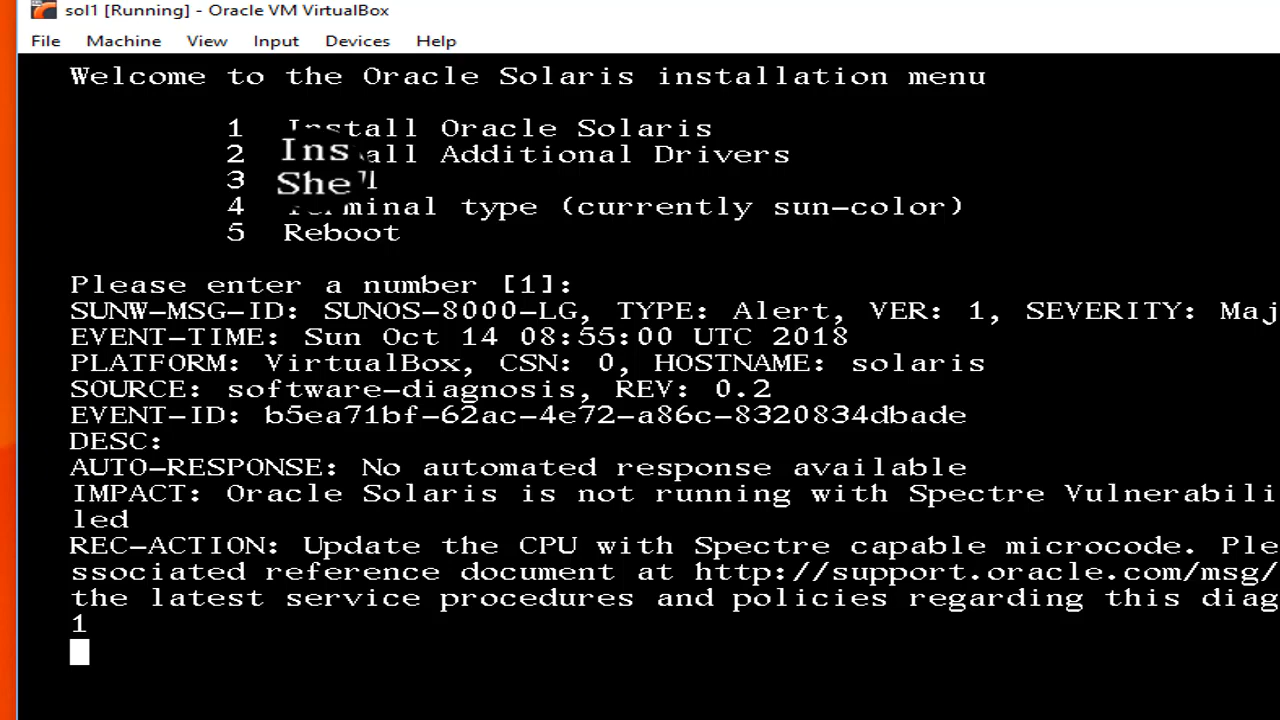 sol1 [Running] - Oracle VM VirtualBox
File Machine View Input Devices Help
Welcome to the Oracle Solaris installation menu
1 Install Oracle Solaris
2 Install Additional Drivers
3 Shell
4 Terminal type (currently sun-color)
5 Reboot
Please enter a number [1]:
SUNW-MSG-ID: SUNOS-8000-LG, TYPE: Alert, VER: 1, SEVERITY: Maj
EVENT-TIME: Sun Oct 14 08:55:00 UTC 2018
PLATFORM: VirtualBox, CSN: 0, HOSTNAME: solaris
SOURCE: software-diagnosis, REV: 0.2
EVENT-ID: b5ea71bf-62ac-4e72-a86c-8320834dbade
DESC:
AUTO-RESPONSE: No automated response available
IMPACT: Oracle Solaris is not running with Spectre Vulnerabili
led
REC-ACTION: Update the CPU with Spectre capable microcode. Ple
ssociated reference document at http://support.oracle.com/msg/
the latest service procedures and policies regarding this diag
1